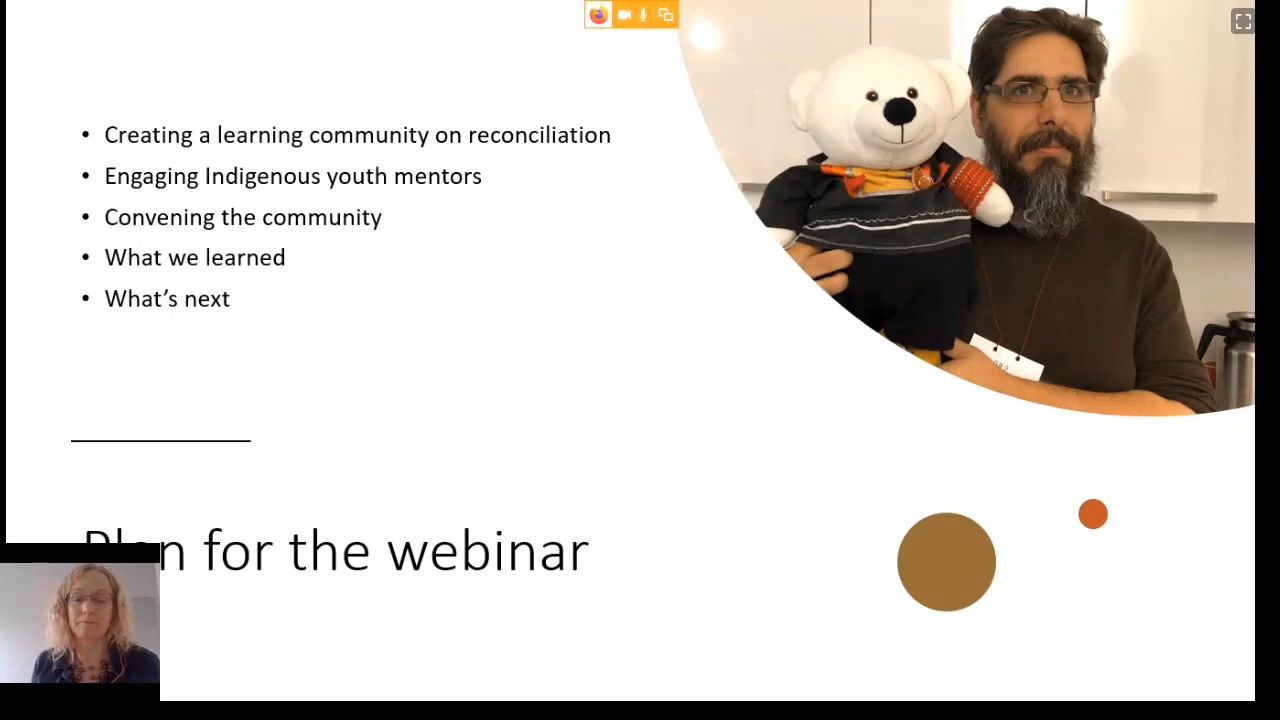 Creating a learning community on reconciliation
Engaging Indigenous youth mentors
Convening the community
What we learned
What's next
Plan for the webinar